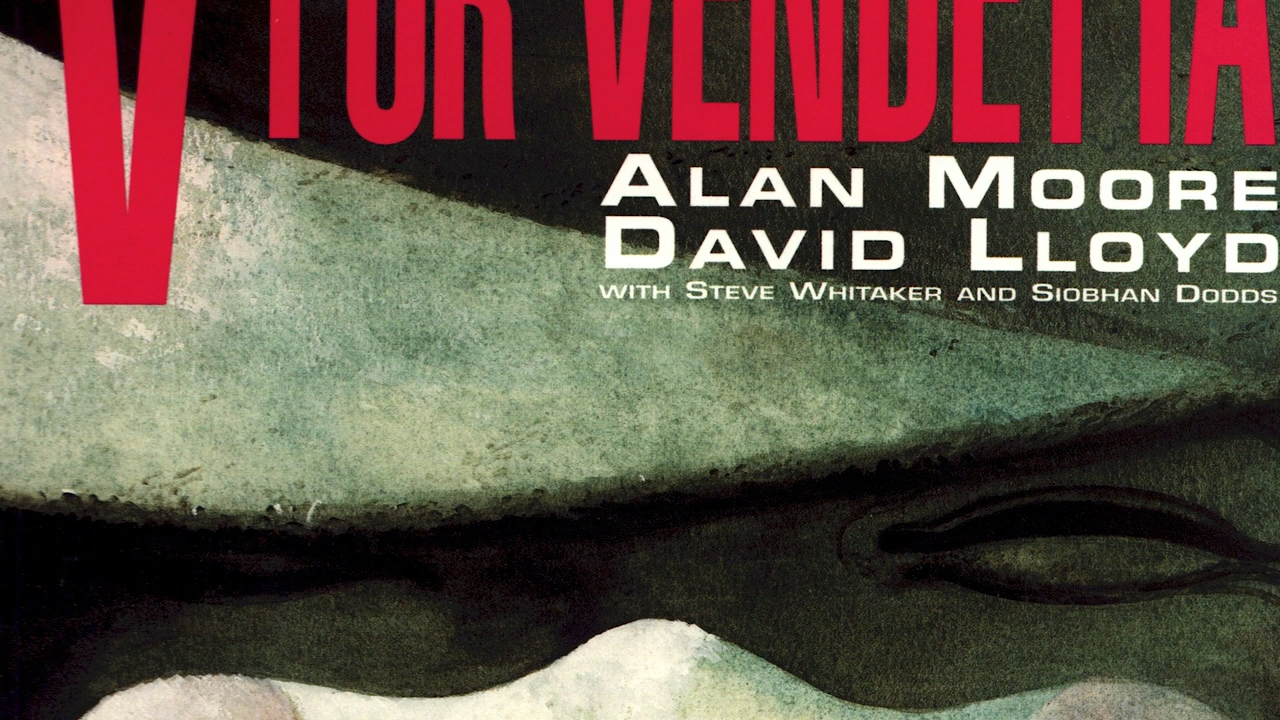 V FOR VENDETTA
ALAN MOORE
DAVID LLOYD
WITH STEVE WHITAKER AND SIOBHAN DODDS